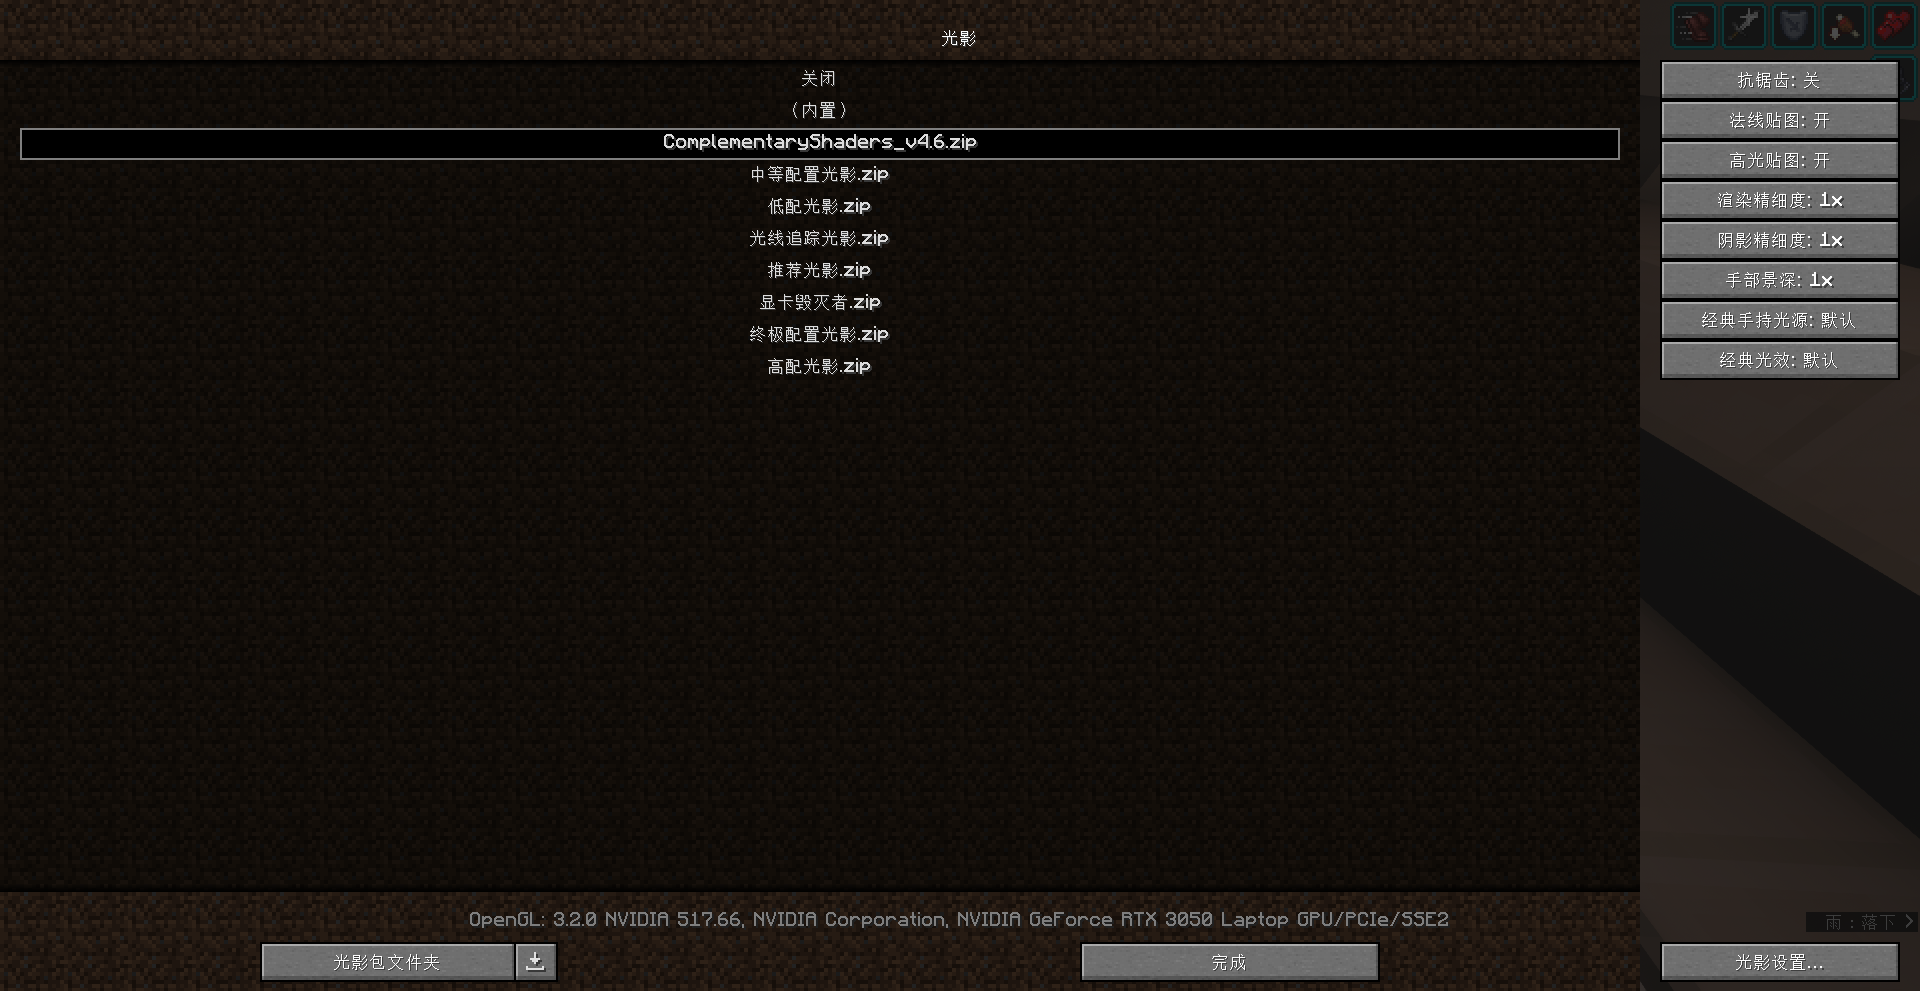 光影
关闭
（内置）
ComplementaryShaders_v4.6.zip
中等配置光影.zip
低配光影.zip
光线追踪光影.zip
推荐光影.zip
显卡毁灭者.zip
终极配置光影.zip
高配光影.zip
抗锯齿: 关
法线贴图: 开
高光贴图: 开
渲染精细度: 1x
阴影精细度: 1x
手部景深: 1x
经典手持光源: 默认
经典光效: 默认
OpenGL: 3.2.0 NVIDIA 517.66, NVIDIA Corporation, NVIDIA GeForce RTX 3050 Laptop GPU/PCIe/SSE2
雨：落下 >
光影包文件夹
完成
光影设置...